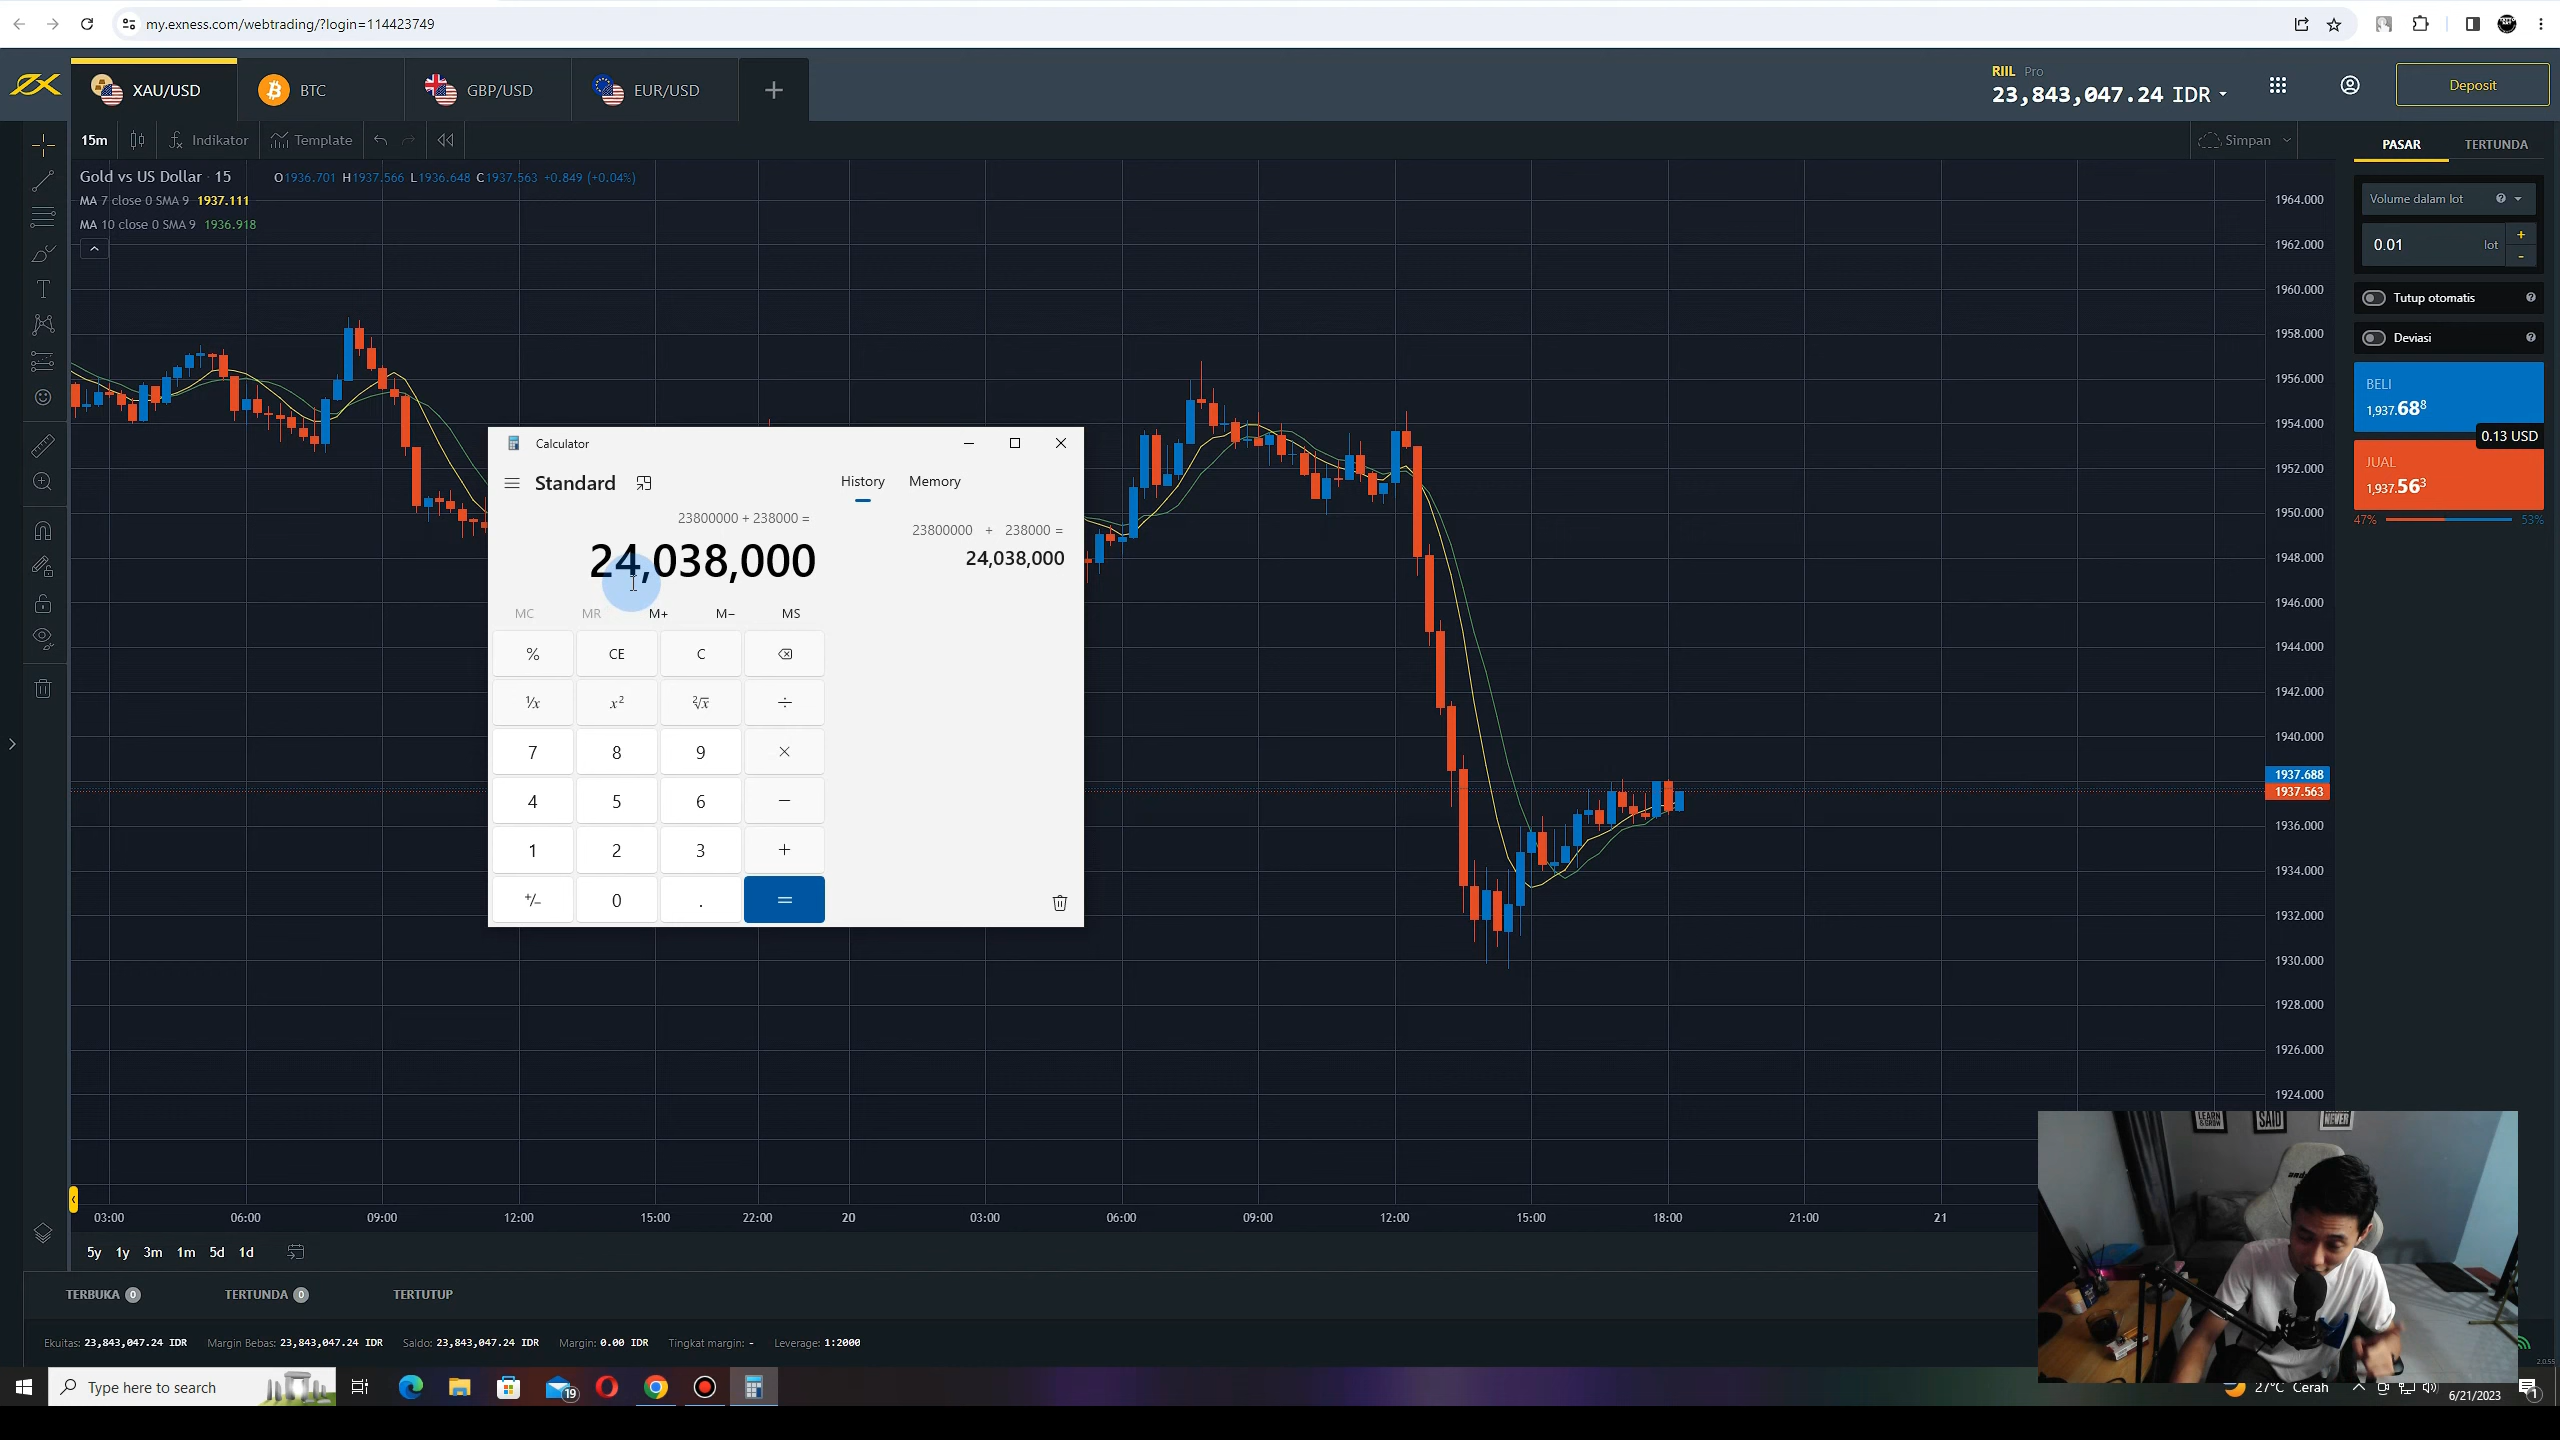 my.exness.com/webtrading/?login=114423749
XAU/USD
BTC
GBP/USD
EUR/USD
RIIL Pro
23,843,047.24 IDR
Deposit
15m
Indikator
Template
Simpan
PASAR
TERTUNDA
Gold vs US Dollar · 15 O1936.701 H1937.566 L1936.648 C1937.563 +0.849 (+0.04%)
MA 7 close 0 SMA 9 1937.111
MA 10 close 0 SMA 9 1936.918
Volume dalam lot
0.01 lot
+
-
Tutup otomatis
Deviasi
BELI
1,937.688
0.13 USD
JUAL
1,937.563
47%
53%
1964.000
1962.000
1960.000
1958.000
1956.000
1954.000
1952.000
1950.000
1948.000
1946.000
1944.000
1942.000
1940.000
1937.688
1937.563
1936.000
1934.000
1932.000
1930.000
1928.000
1926.000
1924.000
Calculator
Standard
History
Memory
23800000 + 238000 =
24,038,000
23800000 + 238000 =
24,038,000
MC MR M+ M− MS
% CE C
¹/x x² ²√x ÷
7 8 9 ×
4 5 6 −
1 2 3 +
+/− 0 . =
LEARN & GROW
SAID
NEVER
03:00 06:00 09:00 12:00 15:00 22:00 20 03:00 06:00 09:00 12:00 15:00 18:00 21:00 21
5y 1y 3m 1m 5d 1d
TERBUKA 0
TERTUNDA 0
TERTUTUP
Ekuitas: 23,843,047.24 IDR Margin Bebas: 23,843,047.24 IDR Saldo: 23,843,047.24 IDR Margin: 0.00 IDR Tingkat margin: - Leverage: 1:2000
2.0.55
Type here to search
19
27°C Cerah
6/21/2023
1